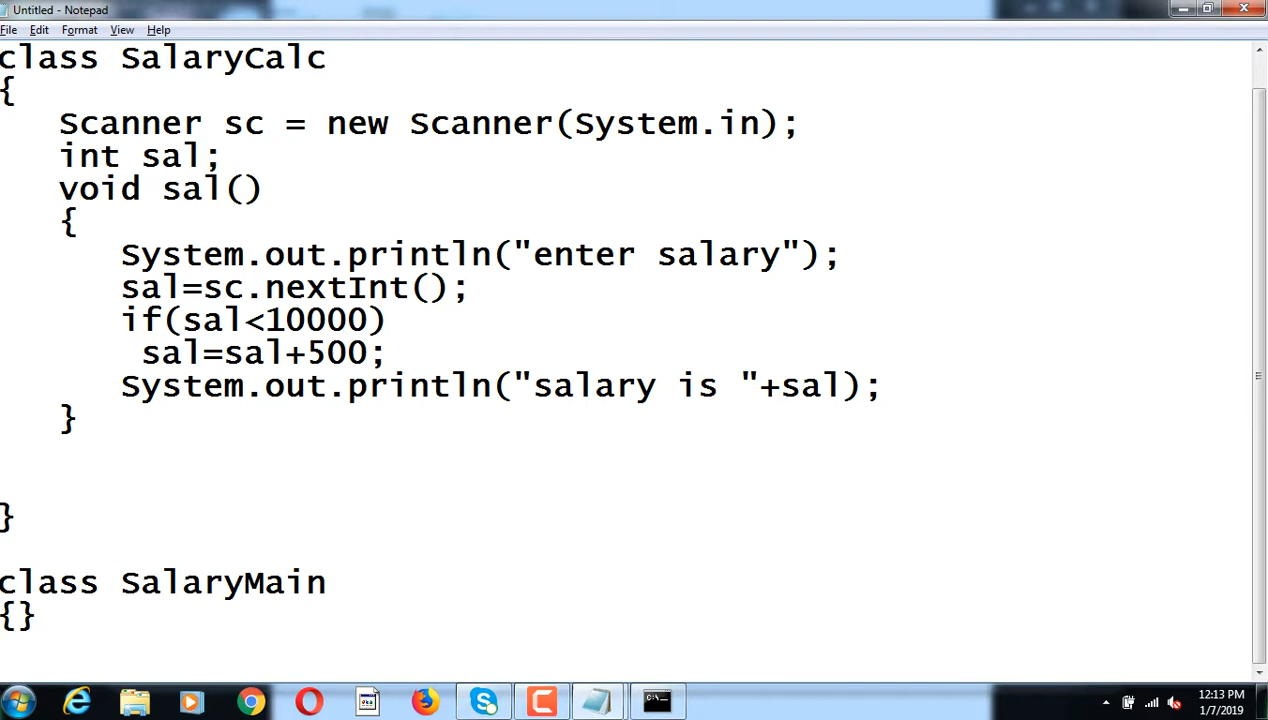 Untitled - Notepad
File Edit Format View Help
class SalaryCalc
{
Scanner sc = new Scanner(System.in);
int sal;
void sal()
{
System.out.println("enter salary");
sal=sc.nextInt();
if(sal<10000)
sal=sal+500;
System.out.println("salary is "+sal);
}
}
class SalaryMain
{}
12:13 PM
1/7/2019